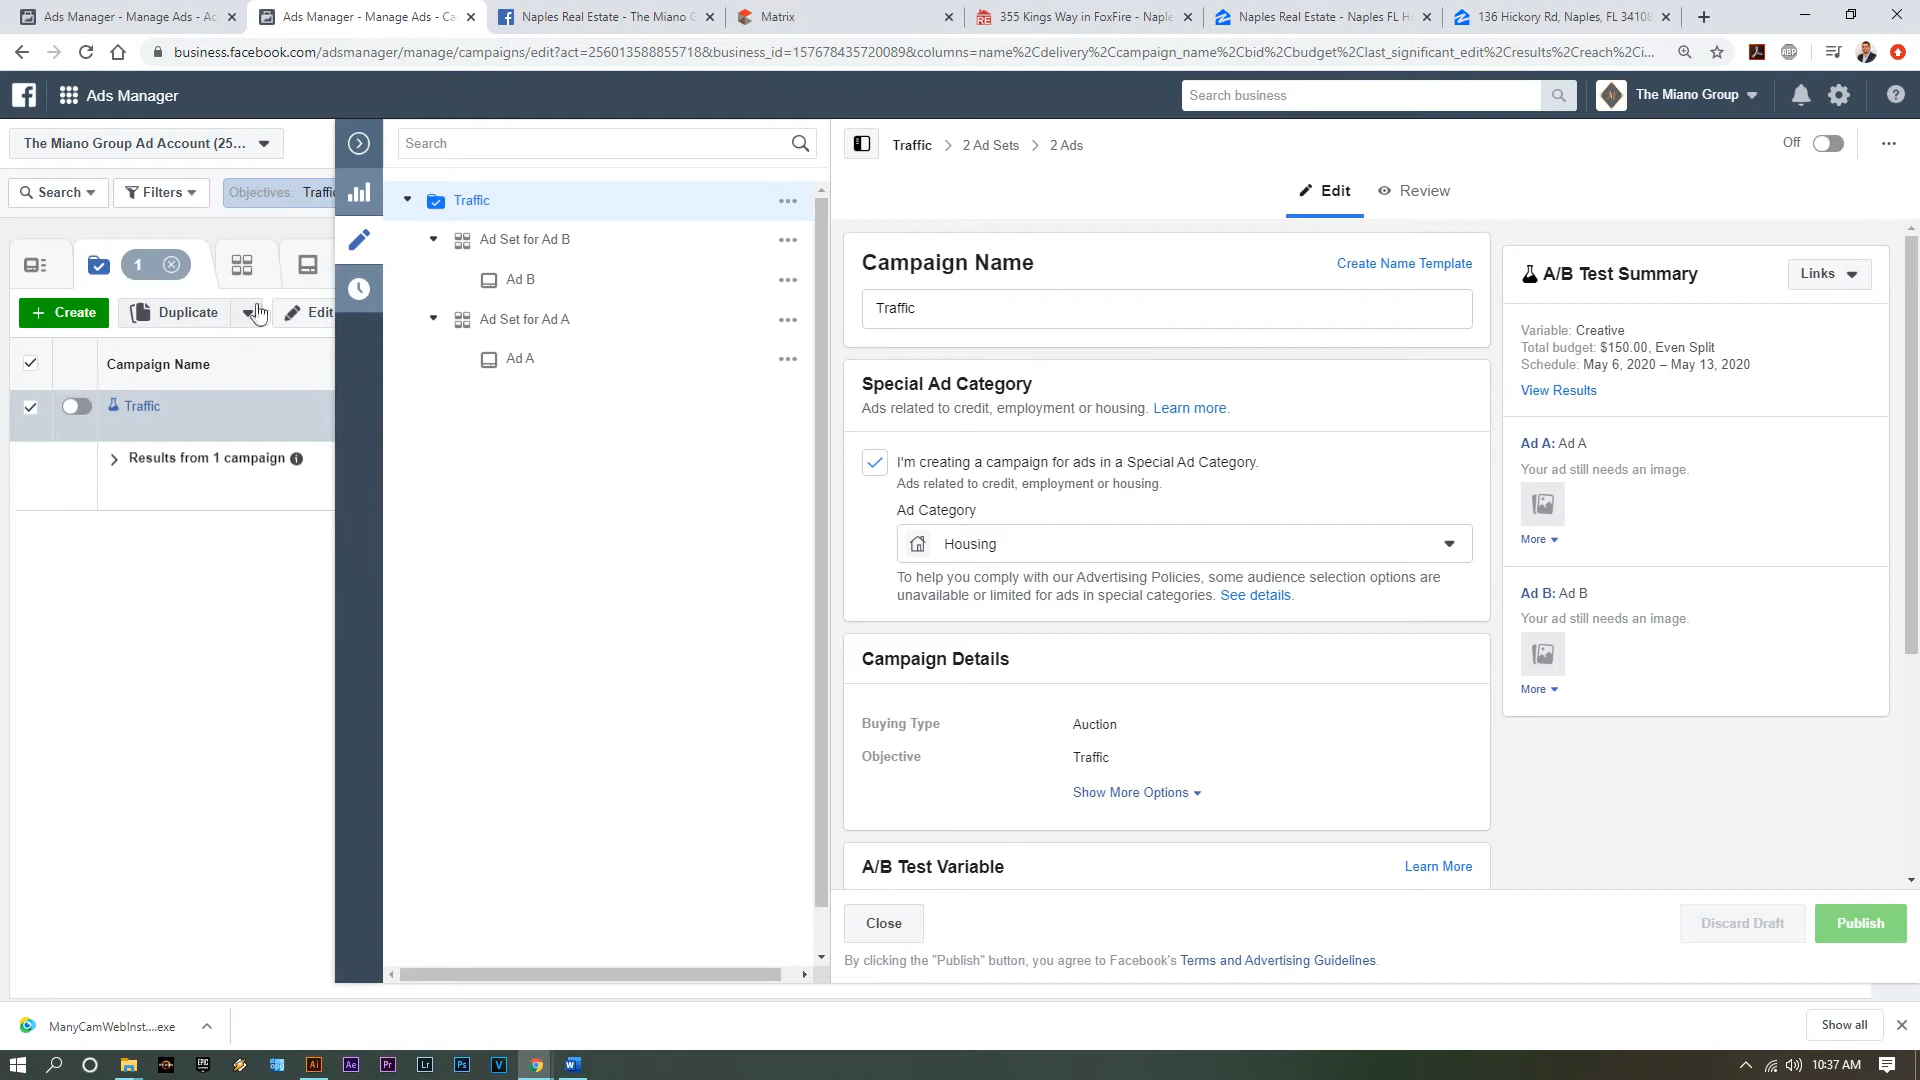 Ads Manager - Manage Ads - Ac
Ads Manager - Manage Ads - Ca
Naples Real Estate - The Miano G
Matrix
355 Kings Way in FoxFire - Naple
Naples Real Estate - Naples FL Ho
136 Hickory Rd, Naples, FL 34108
business.facebook.com/adsmanager/manage/campaigns/edit?act=256013588855718&business_id=157678435720089&columns=name%2Cdelivery%2Ccampaign_name%2Cbid%2Cbudget%2Clast_significant_edit%2Cresults%2Creach%2Ci...
ABP
Ads Manager
Search business
The Miano Group
The Miano Group Ad Account (25...
Search
Traffic > 2 Ad Sets > 2 Ads
Off
Search
Filters
Objectives: Traffic
Edit
Review
Traffic
Ad Set for Ad B
Ad B
Ad Set for Ad A
Ad A
1
+ Create
Duplicate
Edit
Campaign Name
Traffic
Results from 1 campaign
Campaign Name
Create Name Template
Traffic
Special Ad Category
Ads related to credit, employment or housing. Learn more.
I'm creating a campaign for ads in a Special Ad Category.
Ads related to credit, employment or housing.
Ad Category
Housing
To help you comply with our Advertising Policies, some audience selection options are
unavailable or limited for ads in special categories. See details.
Campaign Details
Buying Type
Auction
Objective
Traffic
Show More Options
A/B Test Variable
Learn More
A/B Test Summary
Links
Variable: Creative
Total budget: $150.00, Even Split
Schedule: May 6, 2020 – May 13, 2020
View Results
Ad A: Ad A
Your ad still needs an image.
More
Ad B: Ad B
Your ad still needs an image.
More
Close
Discard Draft
Publish
By clicking the "Publish" button, you agree to Facebook's Terms and Advertising Guidelines.
ManyCamWebInst....exe
Show all
Ai
Ae
Pr
Lr
Ps
V
W
10:37 AM